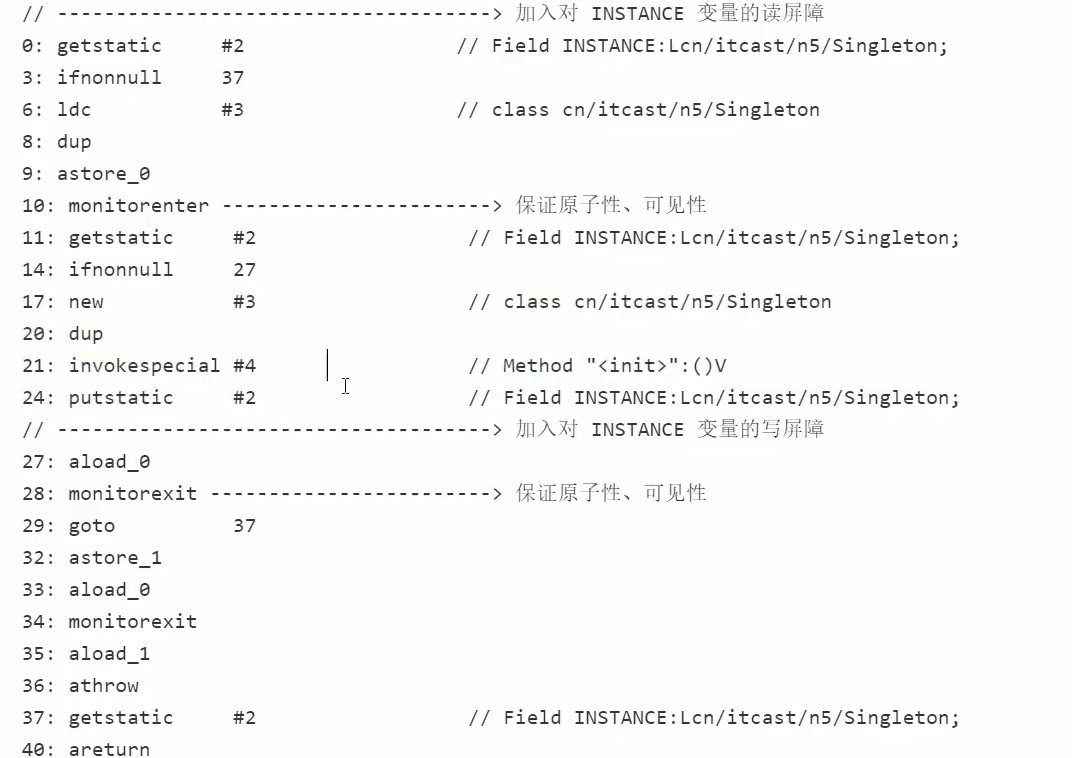 // -------------------------------------> 加入对 INSTANCE 变量的读屏障
0: getstatic     #2                  // Field INSTANCE:Lcn/itcast/n5/Singleton;
3: ifnonnull     37
6: ldc           #3                  // class cn/itcast/n5/Singleton
8: dup
9: astore_0
10: monitorenter -----------------------> 保证原子性、可见性
11: getstatic     #2                  // Field INSTANCE:Lcn/itcast/n5/Singleton;
14: ifnonnull     27
17: new           #3                  // class cn/itcast/n5/Singleton
20: dup
21: invokespecial #4                  // Method "<init>":()V
24: putstatic     #2                  // Field INSTANCE:Lcn/itcast/n5/Singleton;
// -------------------------------------> 加入对 INSTANCE 变量的写屏障
27: aload_0
28: monitorexit ------------------------> 保证原子性、可见性
29: goto          37
32: astore_1
33: aload_0
34: monitorexit
35: aload_1
36: athrow
37: getstatic     #2                  // Field INSTANCE:Lcn/itcast/n5/Singleton;
40: areturn